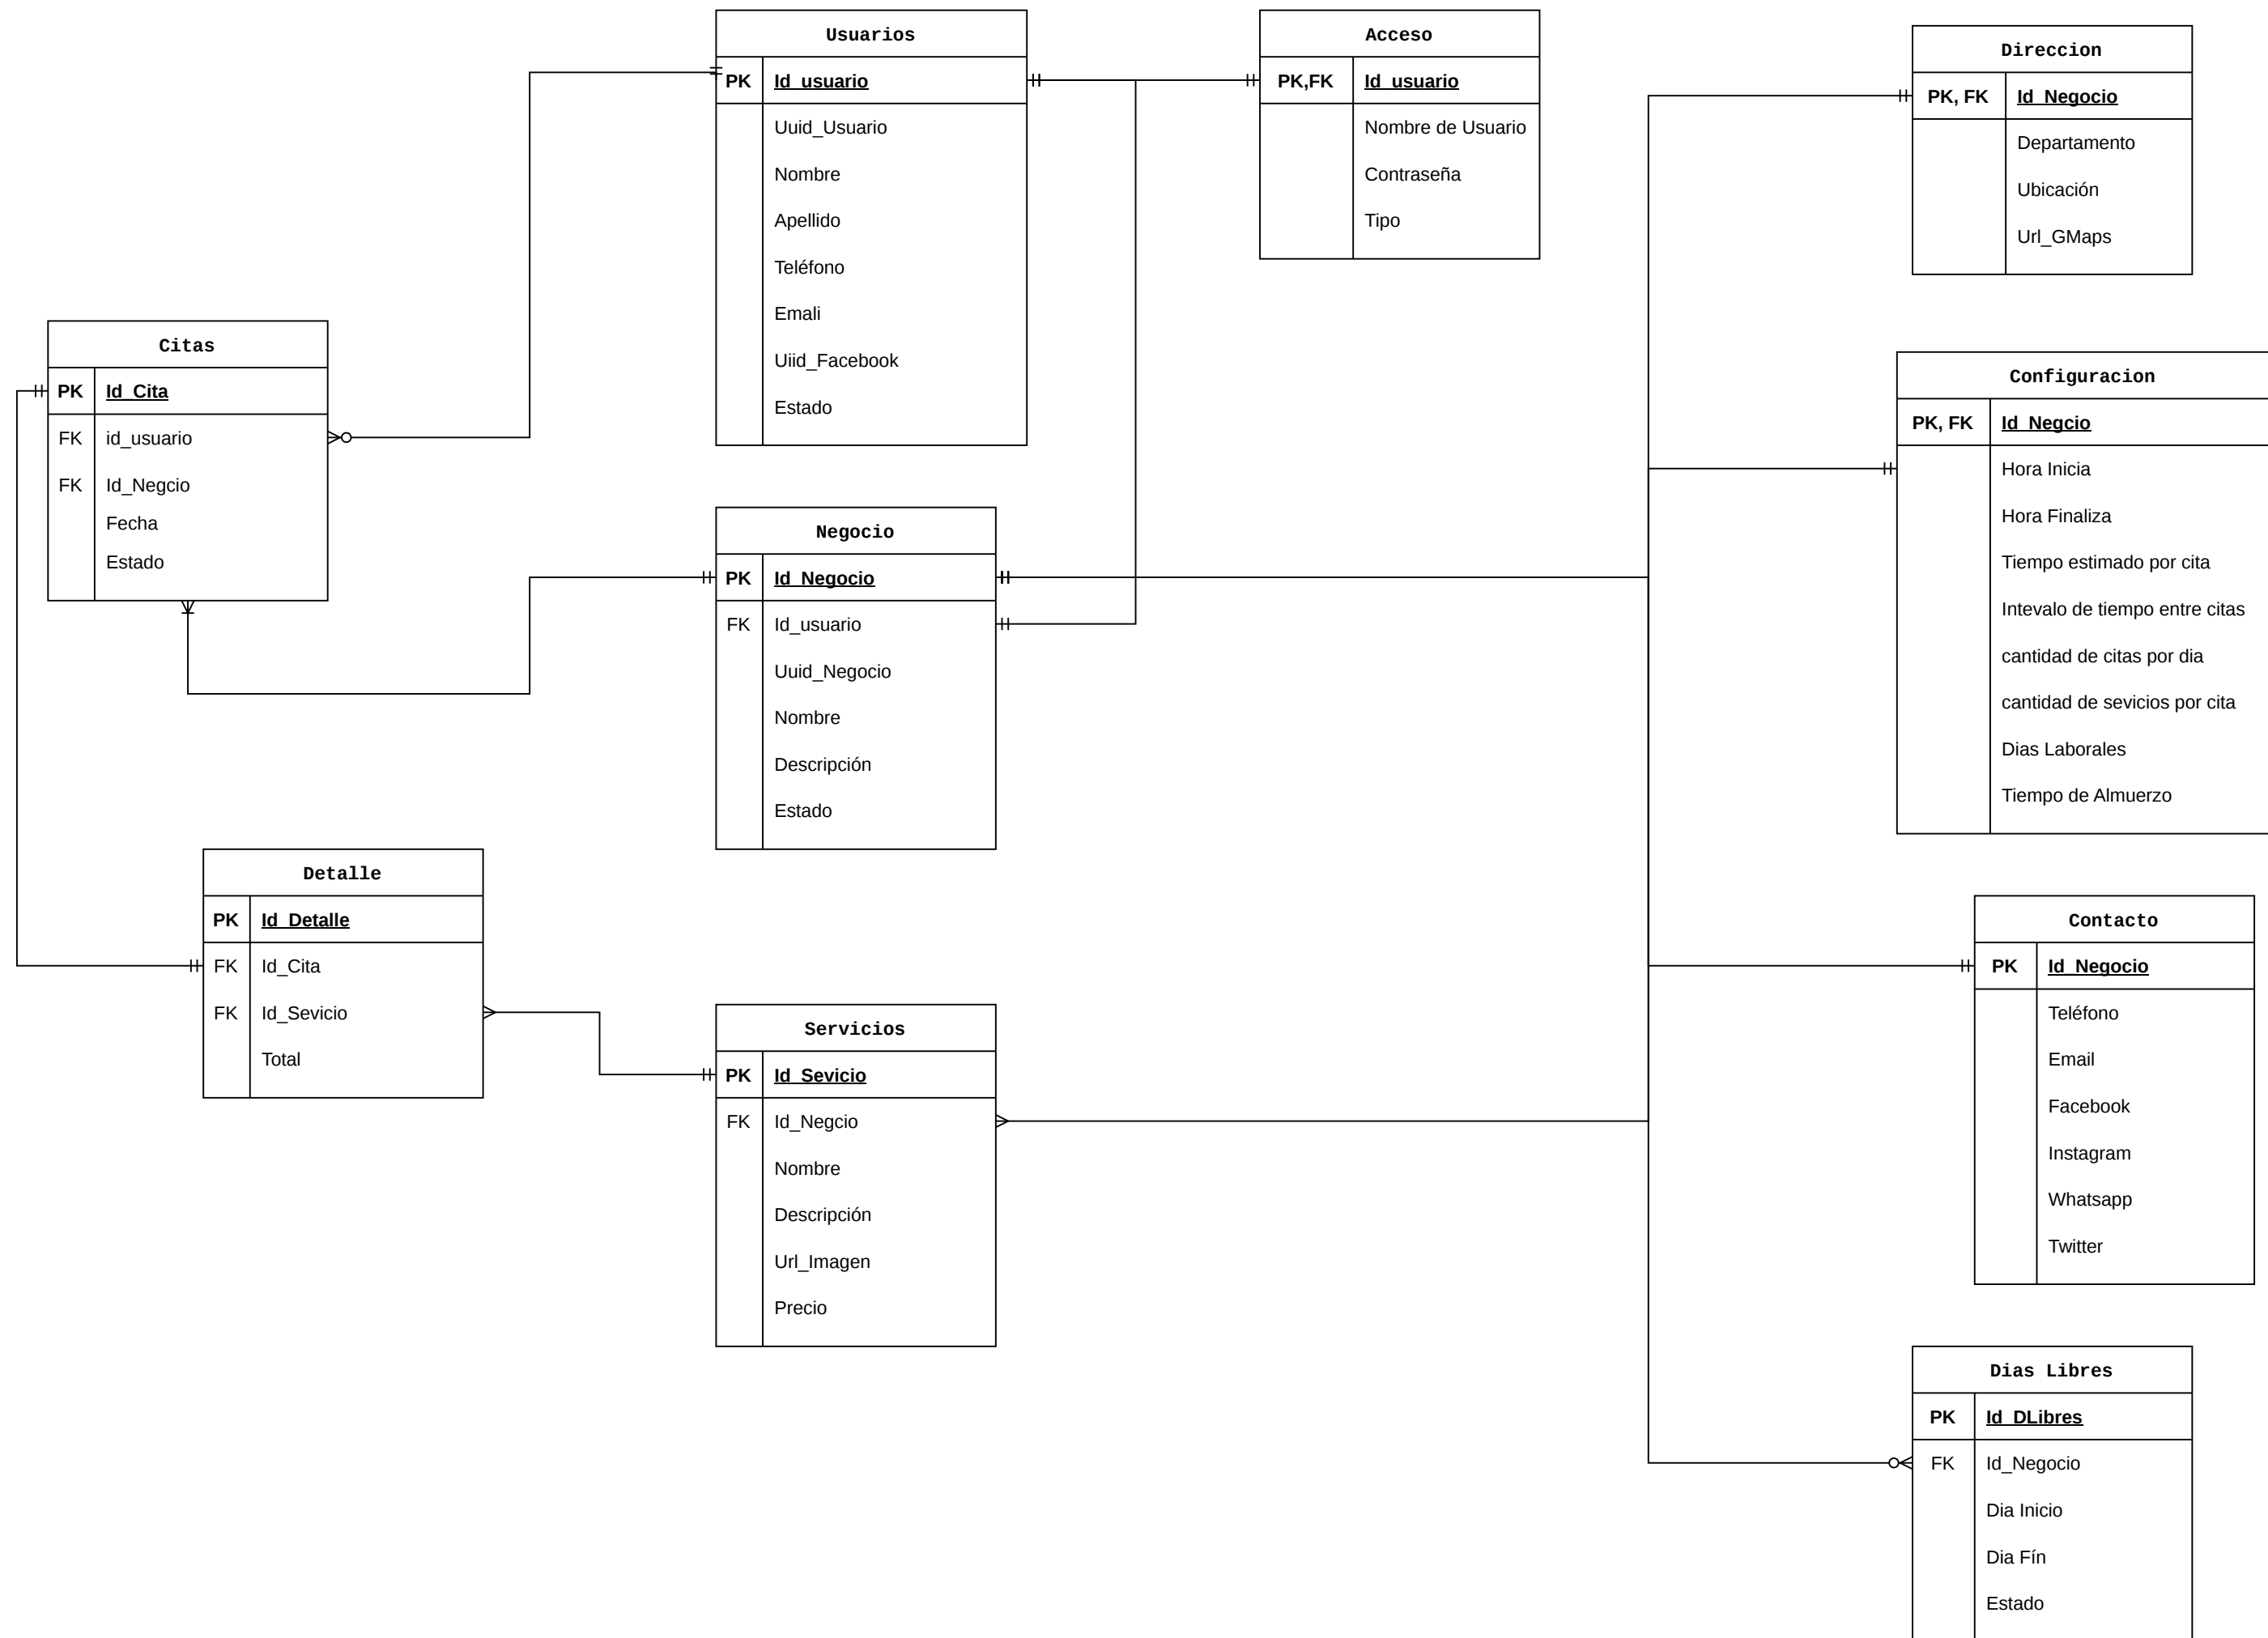 Usuarios
PK Id_usuario
Uuid_Usuario
Nombre
Apellido
Teléfono
Emali
Uiid_Facebook
Estado
Acceso
PK,FK Id_usuario
Nombre de Usuario
Contraseña
Tipo
Direccion
PK, FK Id_Negocio
Departamento
Ubicación
Url_GMaps
Citas
PK Id_Cita
FK id_usuario
FK Id_Negcio
Fecha
Estado
Configuracion
PK, FK Id_Negcio
Hora Inicia
Hora Finaliza
Tiempo estimado por cita
Intevalo de tiempo entre citas
cantidad de citas por dia
cantidad de sevicios por cita
Dias Laborales
Tiempo de Almuerzo
Negocio
PK Id_Negocio
FK Id_usuario
Uuid_Negocio
Nombre
Descripción
Estado
Detalle
PK Id_Detalle
FK Id_Cita
FK Id_Sevicio
Total
Contacto
PK Id_Negocio
Teléfono
Email
Facebook
Instagram
Whatsapp
Twitter
Servicios
PK Id_Sevicio
FK Id_Negcio
Nombre
Descripción
Url_Imagen
Precio
Dias Libres
PK Id_DLibres
FK Id_Negocio
Dia Inicio
Dia Fín
Estado